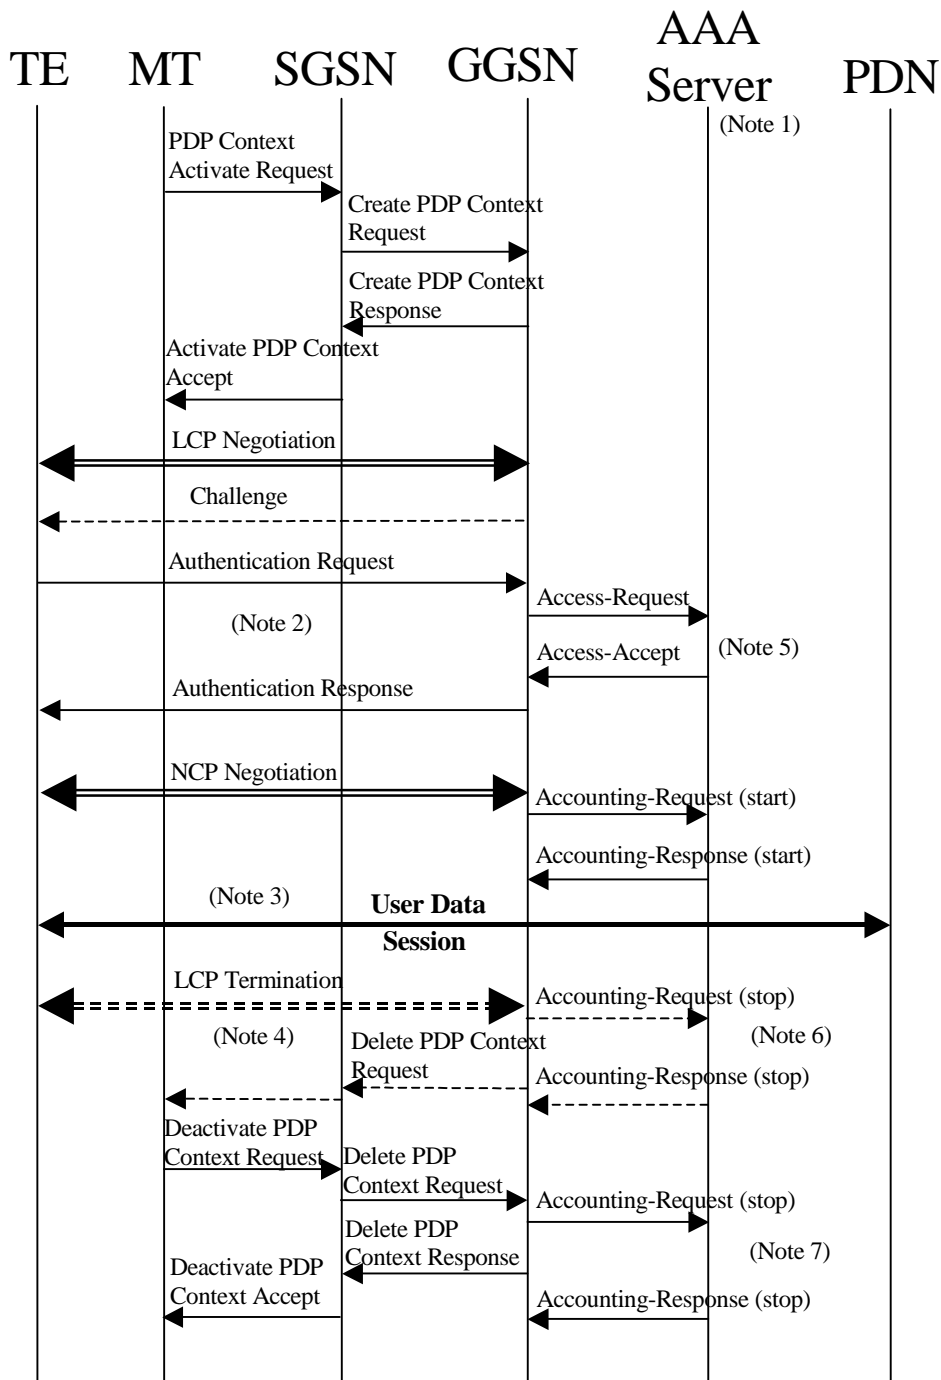 TE
MT
SGSN
GGSN
AAA
Server
PDN
(Note 1)
PDP Context
Activate Request
Create PDP Context
Request
Create PDP Context
Response
Activate PDP Context
Accept
LCP Negotiation
Challenge
Authentication Request
Access-Request
(Note 2)
Access-Accept
(Note 5)
Authentication Response
NCP Negotiation
Accounting-Request (start)
Accounting-Response (start)
(Note 3)
User Data
Session
LCP Termination
Accounting-Request (stop)
(Note 4)
(Note 6)
Delete PDP Context
Request
Accounting-Response (stop)
Deactivate PDP
Context Request
Delete PDP
Context Request
Accounting-Request (stop)
Delete PDP
Context Response
(Note 7)
Deactivate PDP
Context Accept
Accounting-Response (stop)